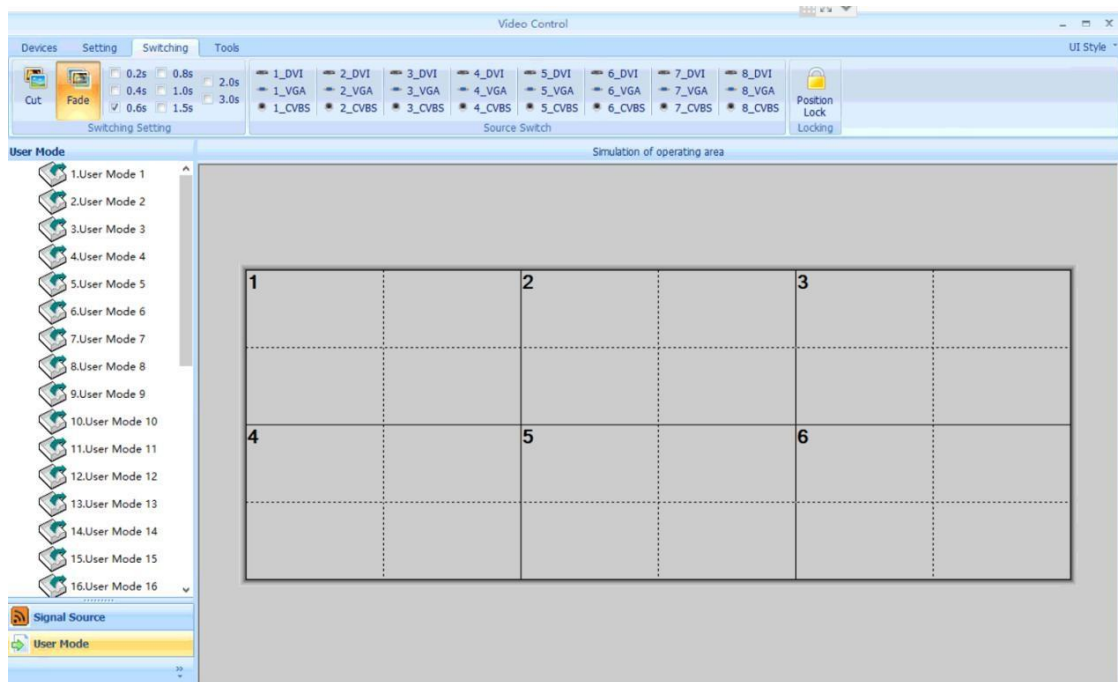 Video Control
Devices Setting Switching Tools UI Style
0.2s 0.8s 2.0s 1_DVI 2_DVI 3_DVI 4_DVI 5_DVI 6_DVI 7_DVI 8_DVI
0.4s 1.0s 3.0s 1_VGA 2_VGA 3_VGA 4_VGA 5_VGA 6_VGA 7_VGA 8_VGA
Cut Fade 0.6s 1.5s 1_CVBS 2_CVBS 3_CVBS 4_CVBS 5_CVBS 6_CVBS 7_CVBS 8_CVBS Position
Lock
Switching Setting Source Switch Locking
User Mode Simulation of operating area
1.User Mode 1
2.User Mode 2
3.User Mode 3
4.User Mode 4
5.User Mode 5
6.User Mode 6
7.User Mode 7
8.User Mode 8
9.User Mode 9
10.User Mode 10
11.User Mode 11
12.User Mode 12
13.User Mode 13
14.User Mode 14
15.User Mode 15
16.User Mode 16
1 2 3
4 5 6
Signal Source
User Mode